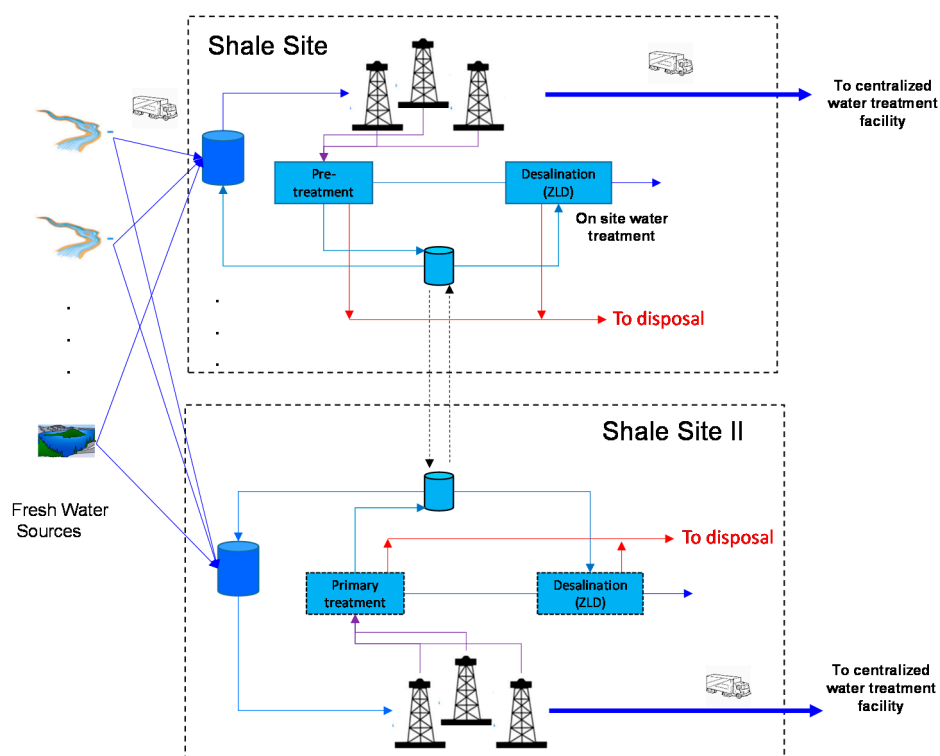 Shale Site
To centralized
water treatment
facility
Pre-
treatment
Desalination
(ZLD)
On site water
treatment
To disposal
Shale Site II
Fresh Water
Sources
To disposal
Primary
treatment
Desalination
(ZLD)
To centralized
water treatment
facility